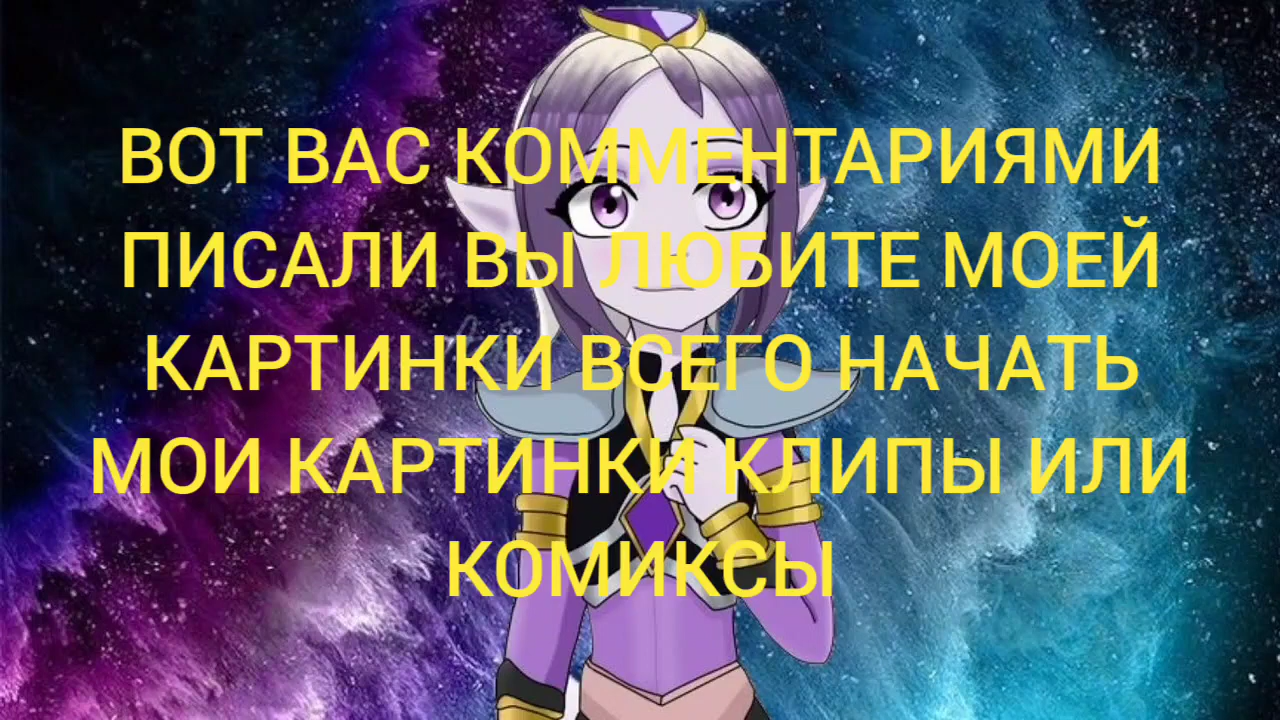 ВОТ ВАС КОММЕНТАРИЯМИ
ПИСАЛИ ВЫ ЛЮБИТЕ МОЕЙ
КАРТИНКИ ВСЕГО НАЧАТЬ
МОИ КАРТИНКИ КЛИПЫ ИЛИ
КОМИКСЫ